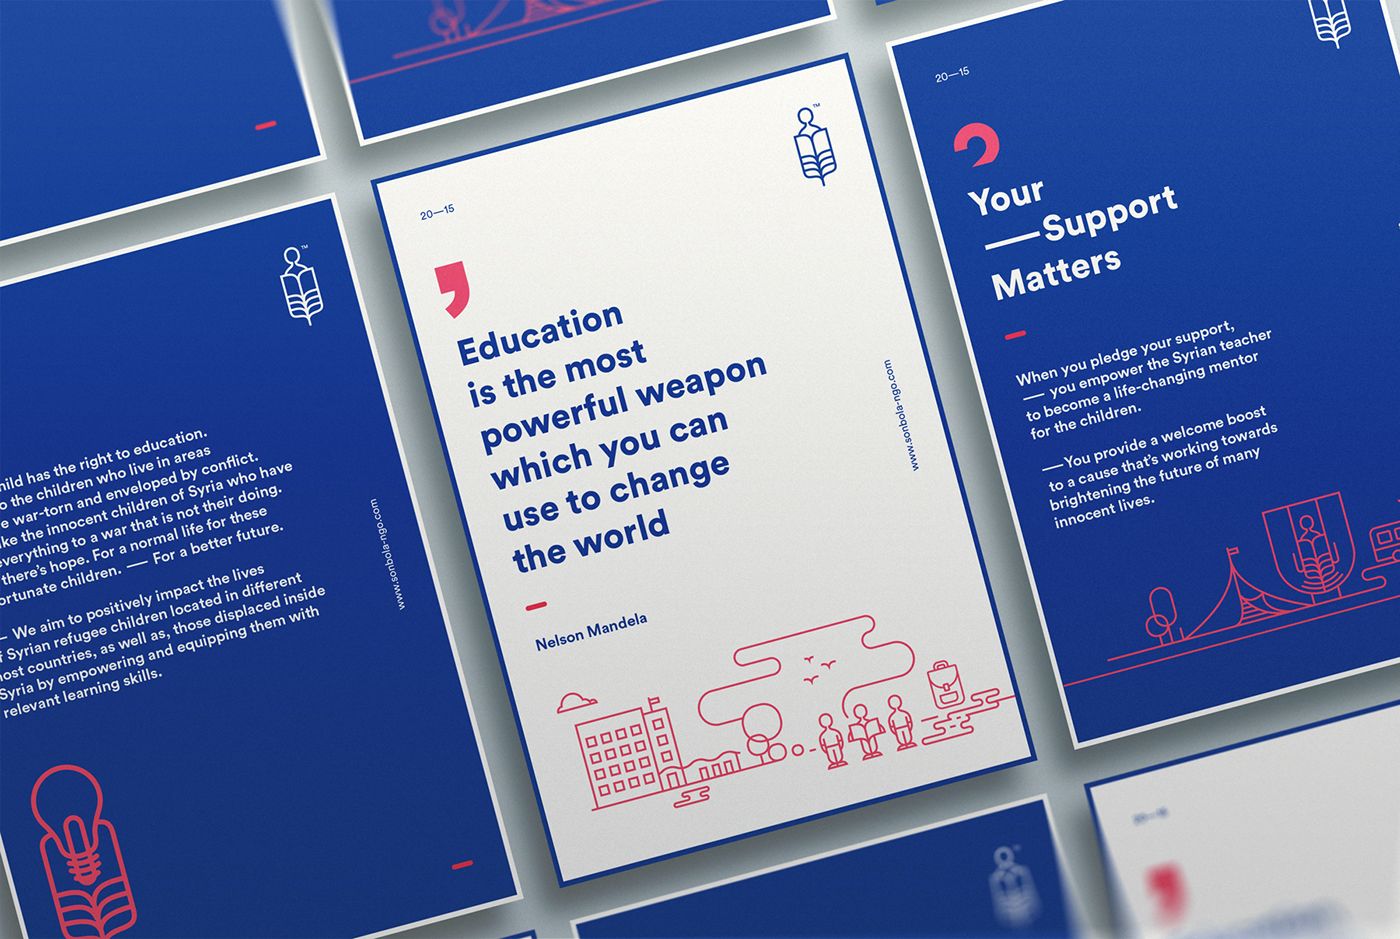 hild has the right to education.
o the children who live in areas
e war-torn and enveloped by conflict.
ke the innocent children of Syria who have
everything to a war that is not their doing.
there's hope. For a normal life for these
ortunate children. — For a better future.
— We aim to positively impact the lives
f Syrian refugee children located in different
host countries, as well as, those displaced inside
Syria by empowering and equipping them with
relevant learning skills.
www.sonbola-ngo.com
TM
20—15
TM
Education
is the most
powerful weapon
which you can
use to change
the world
Nelson Mandela
www.sonbola-ngo.com
20—15
Your
—Support
Matters
When you pledge your support,
— you empower the Syrian teacher
to become a life-changing mentor
for the children.
—You provide a welcome boost
to a cause that's working towards
brightening the future of many
innocent lives.
20—15